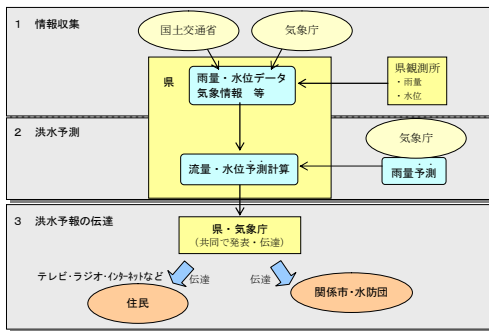 1 情報収集
国土交通省
気象庁
県
雨量・水位データ
気象情報 等
県観測所
・雨量
・水位
2 洪水予測
気象庁
流量・水位予測計算
雨量予測
3 洪水予報の伝達
県・気象庁
(共同で発表・伝達)
テレビ・ラジオ・インターネットなど
伝達
伝達
住民
関係市・水防団